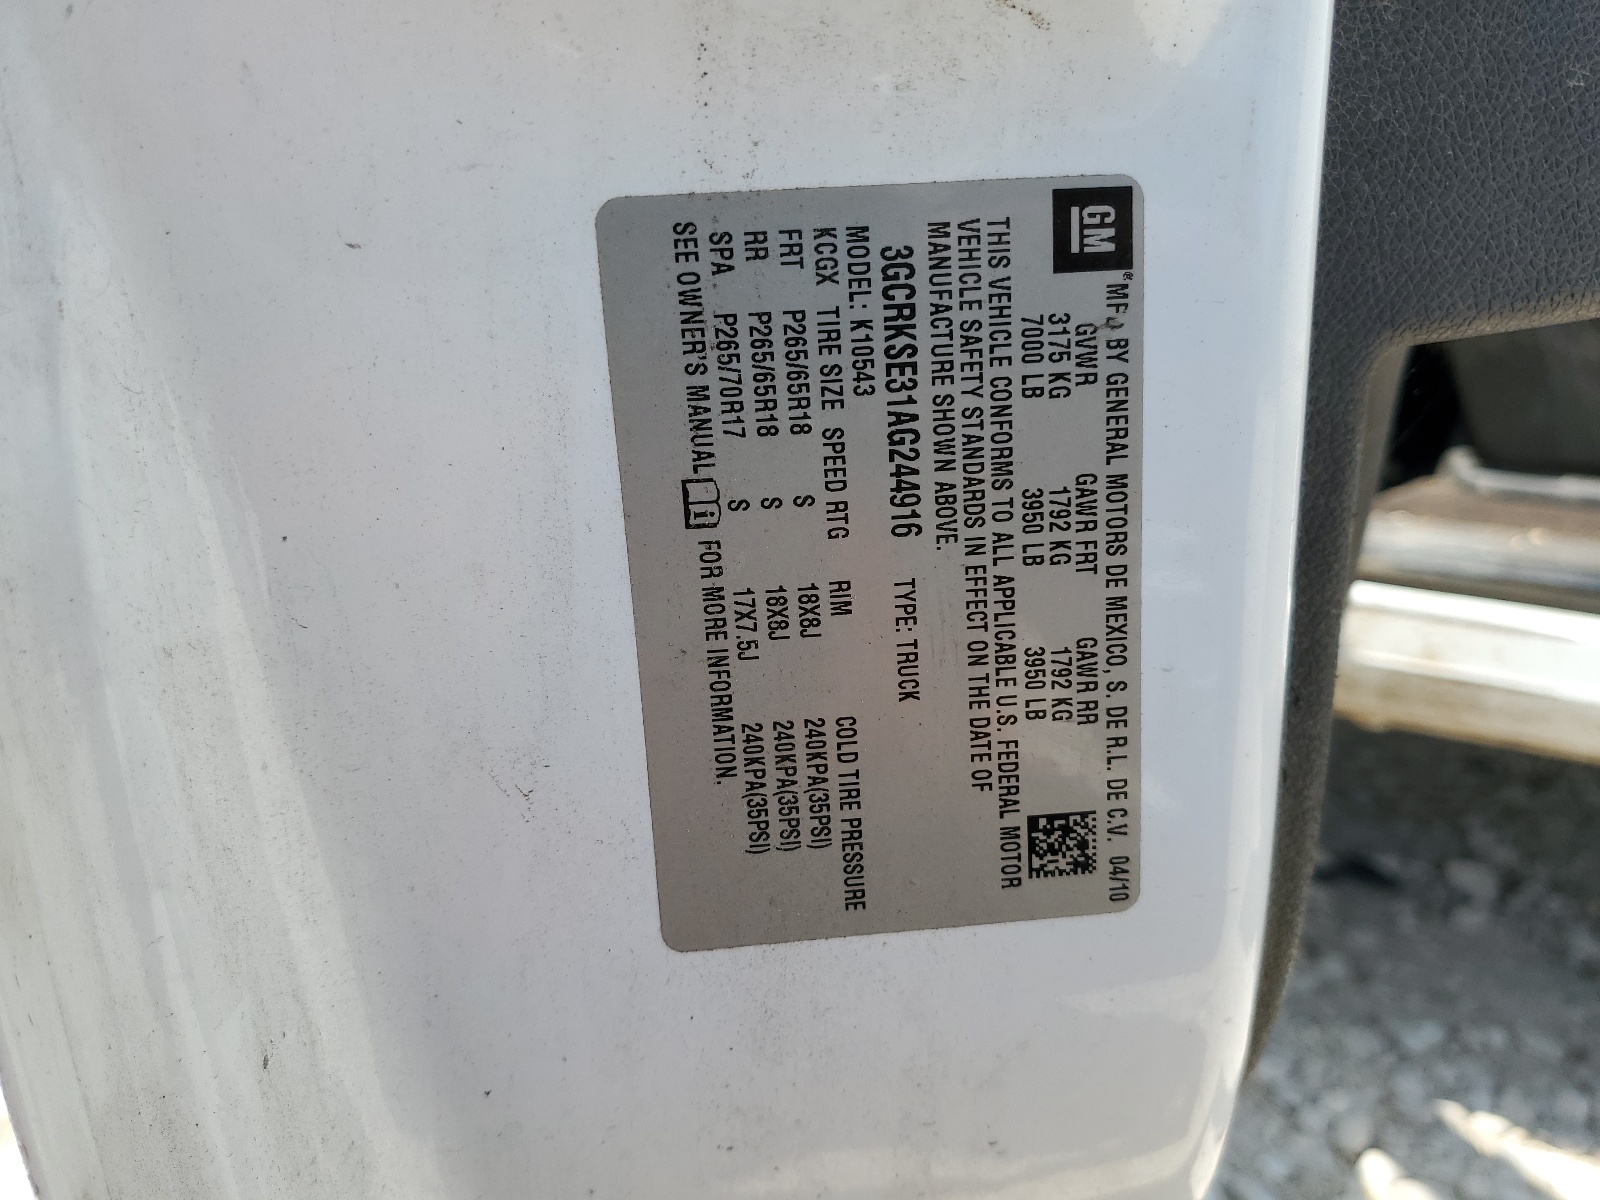 GM ® MFD BY GENERAL MOTORS DE MEXICO, S. DE R.L. DE C.V. 04/10
GVWR GAWR FRT GAWR RR
3175 KG 1792 KG 1792 KG
7000 LB 3950 LB 3950 LB
THIS VEHICLE CONFORMS TO ALL APPLICABLE U.S. FEDERAL MOTOR
VEHICLE SAFETY STANDARDS IN EFFECT ON THE DATE OF
MANUFACTURE SHOWN ABOVE.
3GCRKSE31AG244916 TYPE: TRUCK
MODEL: K10543
KCGX TIRE SIZE SPEED RTG RIM COLD TIRE PRESSURE
FRT P265/65R18 S 18X8J 240KPA(35PSI)
RR P265/65R18 S 18X8J 240KPA(35PSI)
SPA P265/70R17 S 17X7.5J 240KPA(35PSI)
SEE OWNER'S MANUAL i FOR MORE INFORMATION.